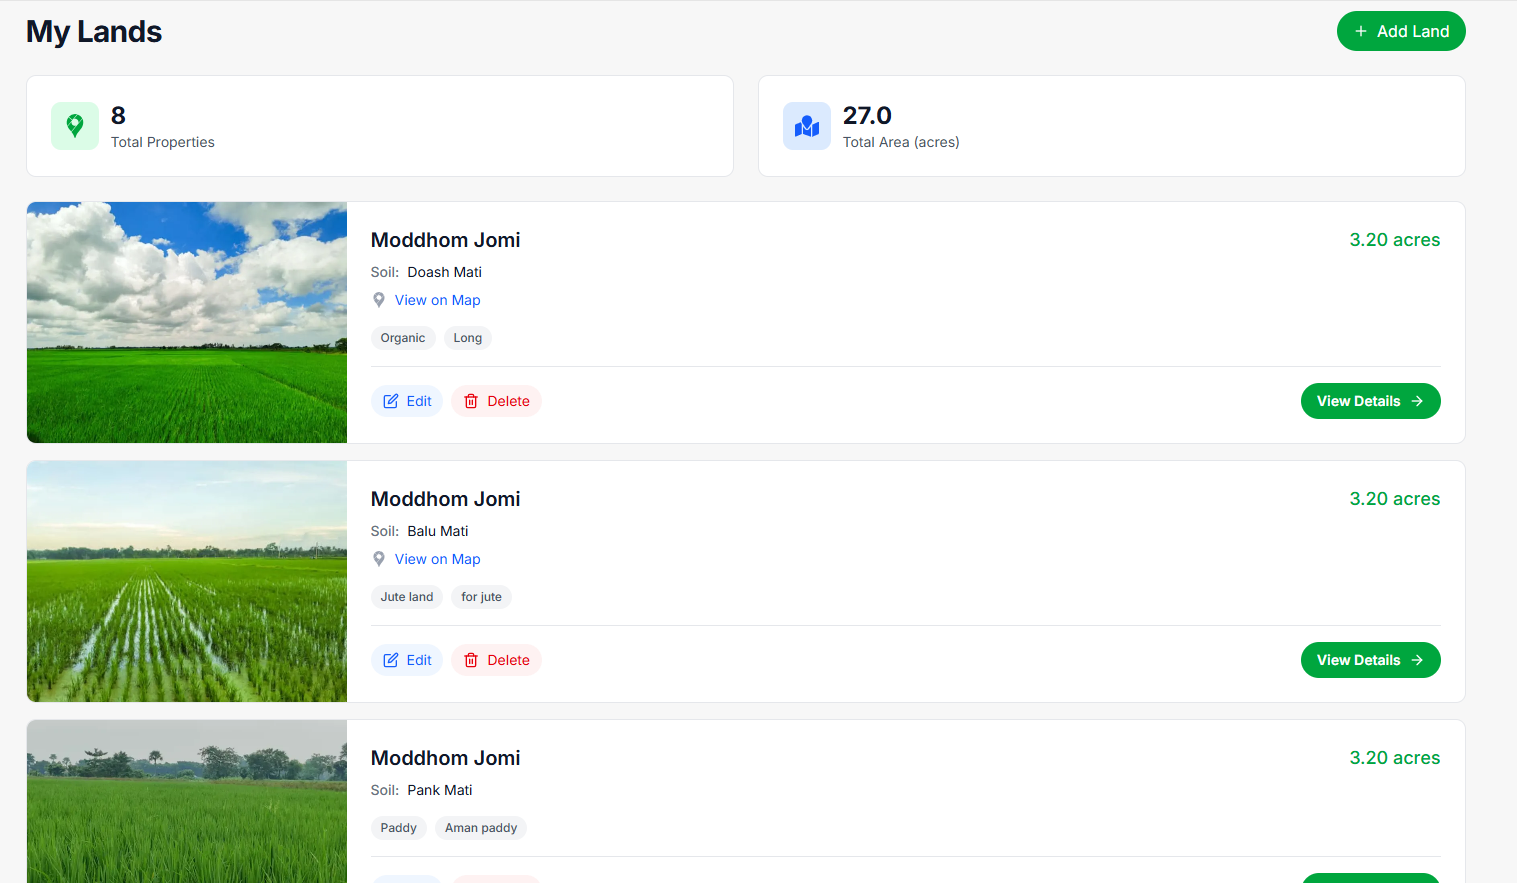 My Lands
+ Add Land
8
Total Properties
27.0
Total Area (acres)
Moddhom Jomi
3.20 acres
Soil: Doash Mati
View on Map
Organic Long
Edit Delete
View Details →
Moddhom Jomi
3.20 acres
Soil: Balu Mati
View on Map
Jute land for jute
Edit Delete
View Details →
Moddhom Jomi
3.20 acres
Soil: Pank Mati
Paddy Aman paddy